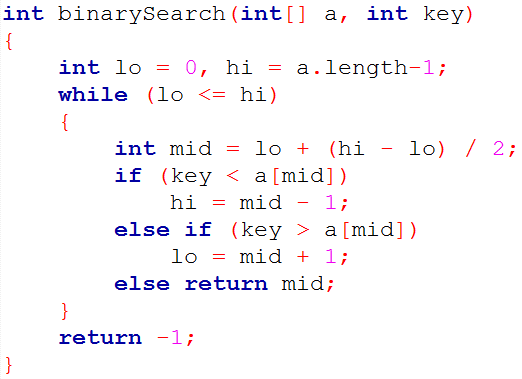 int binarySearch(int[] a, int key)
{
    int lo = 0, hi = a.length-1;
    while (lo <= hi)
    {
        int mid = lo + (hi - lo) / 2;
        if (key < a[mid])
            hi = mid - 1;
        else if (key > a[mid])
            lo = mid + 1;
        else return mid;
    }
    return -1;
}